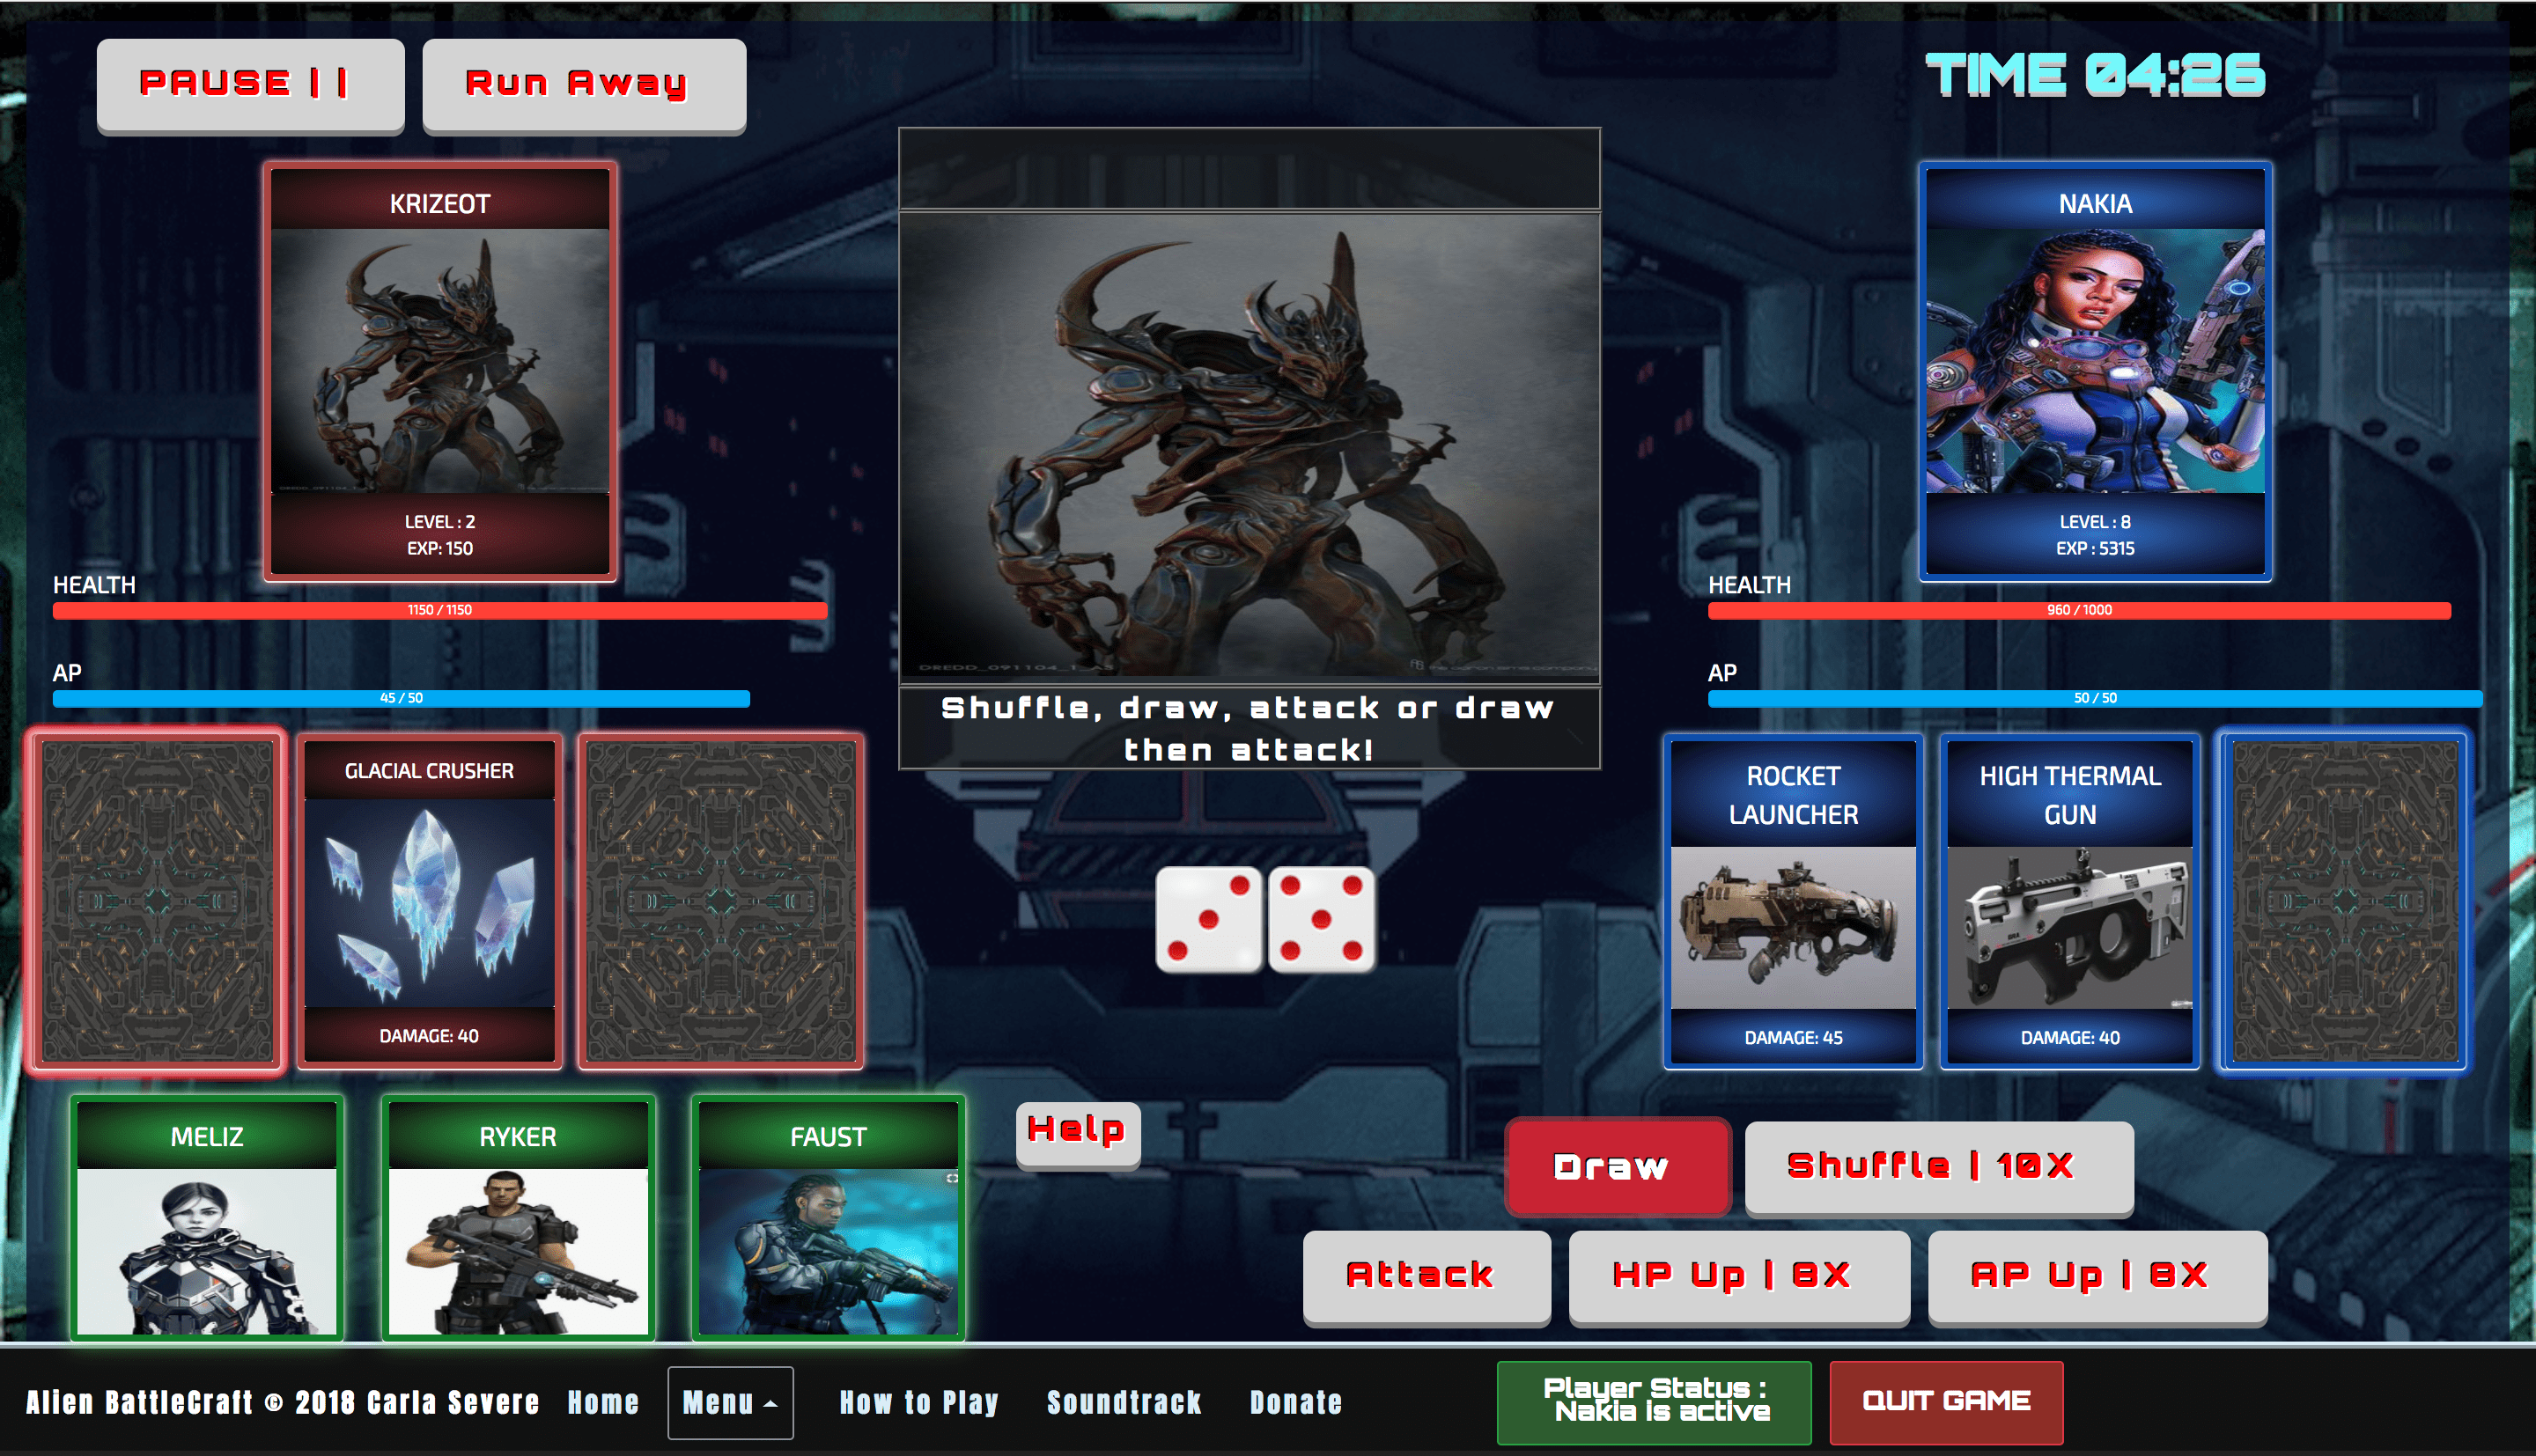 PAUSE ||
Run Away
TIME 04:26
KRIZEOT
LEVEL : 2
EXP: 150
HEALTH
1150 / 1150
AP
45 / 50
GLACIAL CRUSHER
DAMAGE: 40
MELIZ
RYKER
FAUST
DREDD_091104_1_AS
Shuffle, draw, attack or draw
then attack!
Help
NAKIA
LEVEL : 8
EXP : 5315
HEALTH
960 / 1000
AP
50 / 50
ROCKET
LAUNCHER
DAMAGE: 45
HIGH THERMAL
GUN
DAMAGE: 40
Draw
Shuffle | 10X
Attack
HP Up | 8X
AP Up | 8X
Alien BattleCraft © 2018 Carla Severe
Home
Menu
How to Play
Soundtrack
Donate
Player Status :
Nakia is active
QUIT GAME